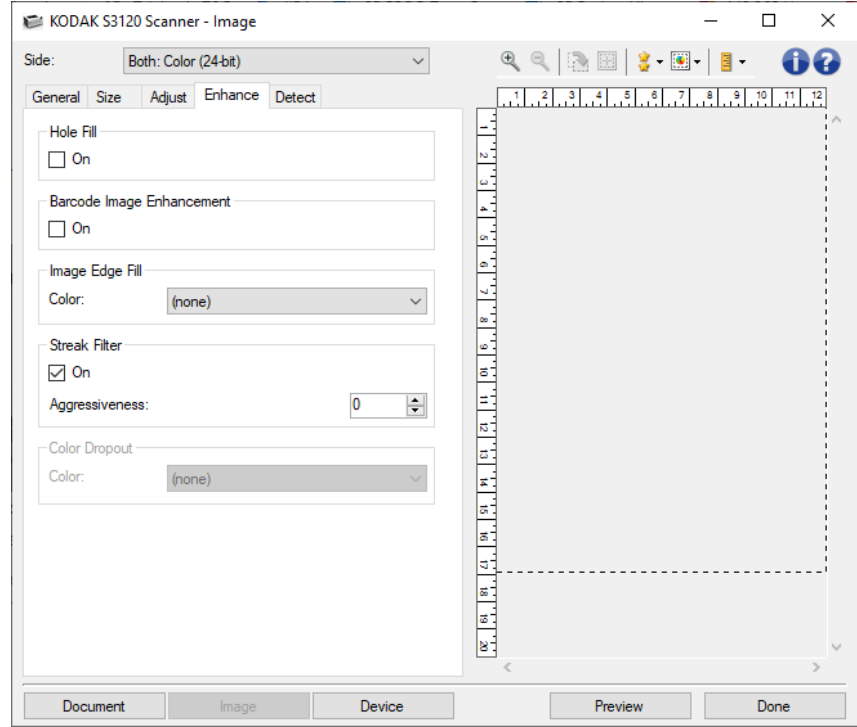 KODAK S3120 Scanner - Image
Side: Both: Color (24-bit)
General Size Adjust Enhance Detect
Hole Fill
On
Barcode Image Enhancement
On
Image Edge Fill
Color: (none)
Streak Filter
On
Aggressiveness: 0
Color Dropout
Color: (none)
1 2 3 4 5 6 7 8 9 10 11 12
1
2
3
4
5
6
7
8
9
10
11
12
13
14
15
16
17
18
19
20
Document Image Device Preview Done